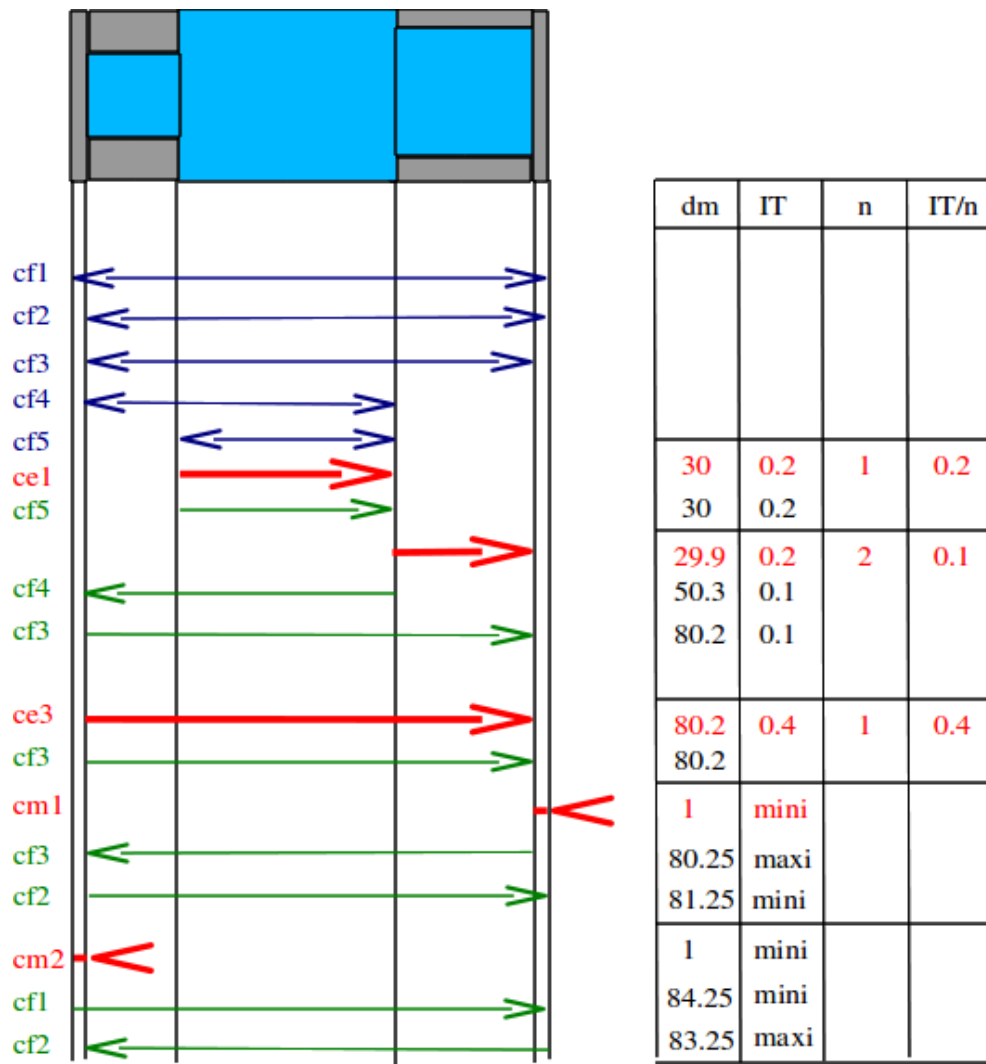 dm IT n IT/n
cf1
cf2
cf3
cf4
cf5
ce1 30 0.2 1 0.2
cf5 30 0.2
29.9 0.2 2 0.1
cf4 50.3 0.1
cf3 80.2 0.1
ce3 80.2 0.4 1 0.4
cf3 80.2
cm1 1 mini
cf3 80.25 maxi
cf2 81.25 mini
cm2 1 mini
cf1 84.25 mini
cf2 83.25 maxi